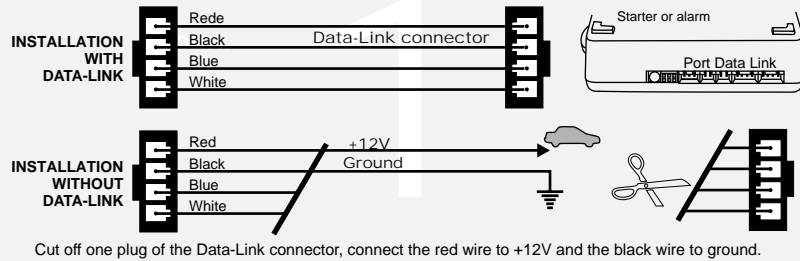 INSTALLATION
WITH
DATA-LINK
Rede
Black
Blue
White
Data-Link connector
Starter or alarm
Port Data Link
1
INSTALLATION
WITHOUT
DATA-LINK
Red
Black
Blue
White
+12V
Ground
Cut off one plug of the Data-Link connector, connect the red wire to +12V and the black wire to ground.